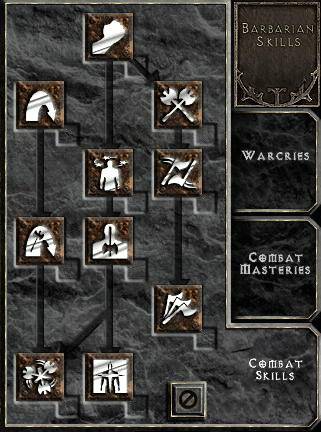 Barbarian
Skills
Warcries
Combat
Masteries
Combat
Skills